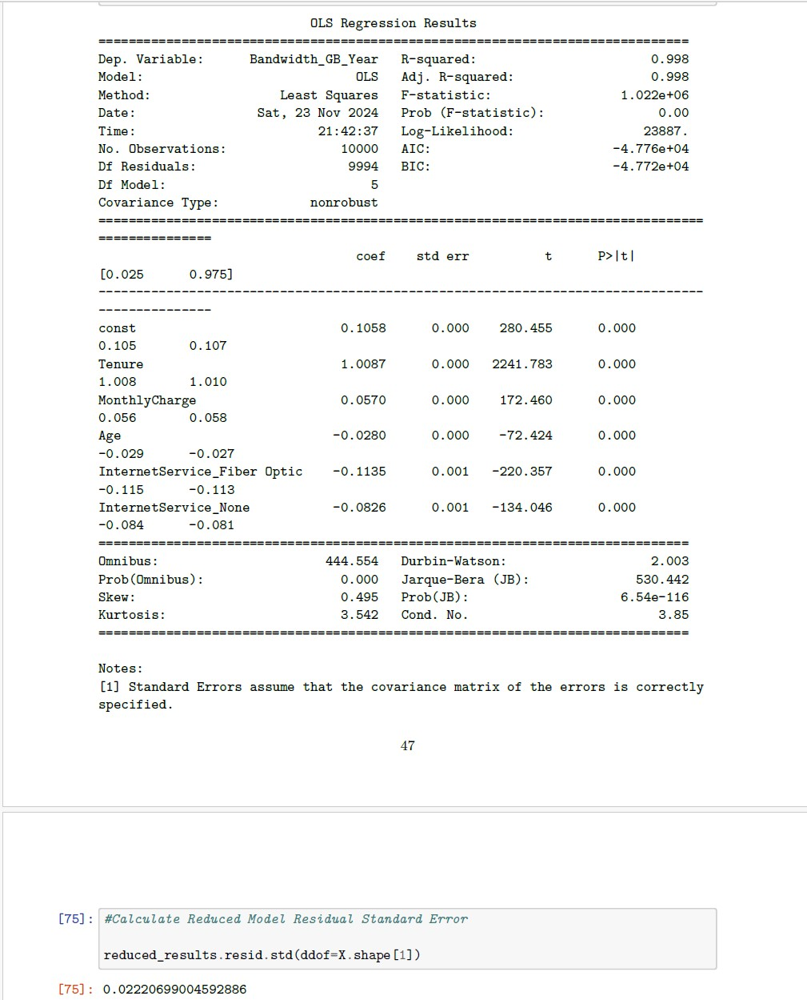 OLS Regression Results
==============================================================================
Dep. Variable:      Bandwidth_GB_Year   R-squared:                       0.998
Model:                            OLS   Adj. R-squared:                  0.998
Method:                 Least Squares   F-statistic:                 1.022e+06
Date:                Sat, 23 Nov 2024   Prob (F-statistic):               0.00
Time:                        21:42:37   Log-Likelihood:                 23887.
No. Observations:               10000   AIC:                        -4.776e+04
Df Residuals:                    9994   BIC:                        -4.772e+04
Df Model:                           5
Covariance Type:            nonrobust
================================================================================
===============
coef    std err          t      P>|t|
[0.025      0.975]
--------------------------------------------------------------------------------
---------------
const                           0.1058      0.000    280.455      0.000
0.105       0.107
Tenure                          1.0087      0.000   2241.783      0.000
1.008       1.010
MonthlyCharge                   0.0570      0.000    172.460      0.000
0.056       0.058
Age                            -0.0280      0.000    -72.424      0.000
-0.029      -0.027
InternetService_Fiber Optic    -0.1135      0.001   -220.357      0.000
-0.115      -0.113
InternetService_None           -0.0826      0.001   -134.046      0.000
-0.084      -0.081
==============================================================================
Omnibus:                      444.554   Durbin-Watson:                   2.003
Prob(Omnibus):                  0.000   Jarque-Bera (JB):              530.442
Skew:                           0.495   Prob(JB):                    6.54e-116
Kurtosis:                       3.542   Cond. No.                         3.85
==============================================================================
Notes:
[1] Standard Errors assume that the covariance matrix of the errors is correctly
specified.
47
[75]: #Calculate Reduced Model Residual Standard Error
reduced_results.resid.std(ddof=X.shape[1])
[75]: 0.02220699004592886